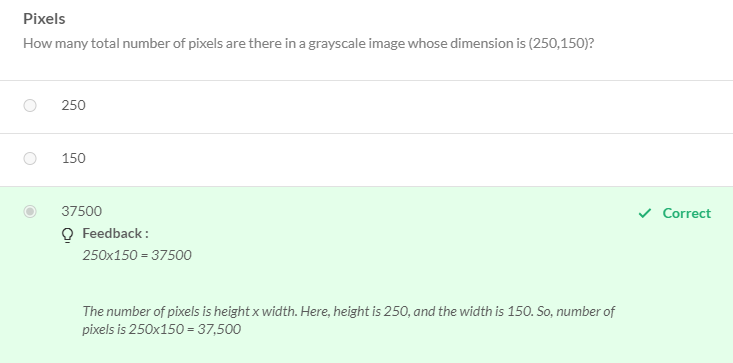 Pixels
How many total number of pixels are there in a grayscale image whose dimension is (250,150)?
250
150
37500
Correct
Feedback :
250x150 = 37500
The number of pixels is height x width. Here, height is 250, and the width is 150. So, number of
pixels is 250x150 = 37,500